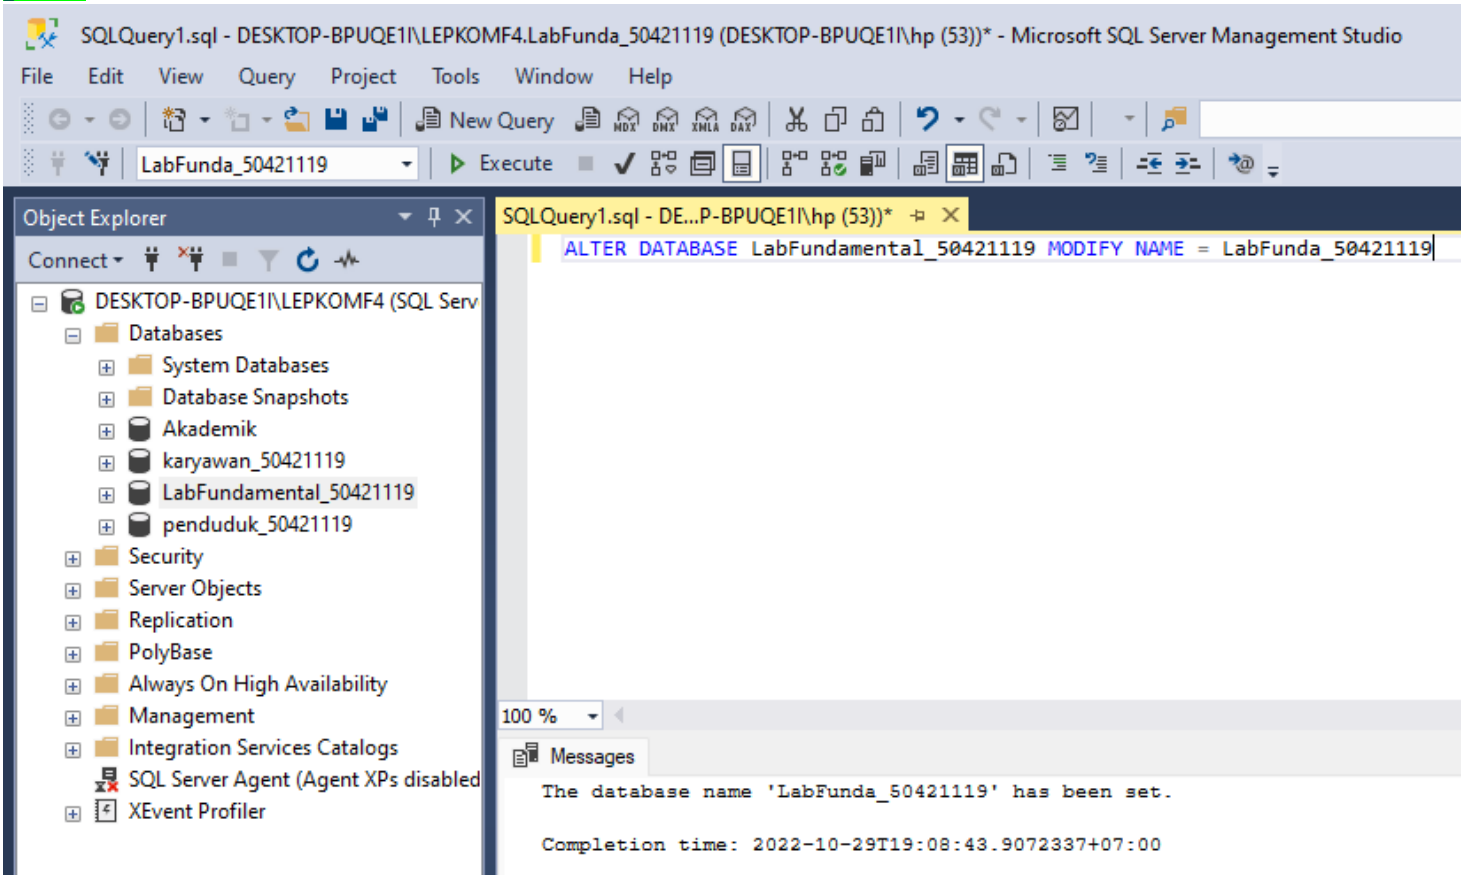 SQLQuery1.sql - DESKTOP-BPUQE1I\LEPKOMF4.LabFunda_50421119 (DESKTOP-BPUQE1I\hp (53))* - Microsoft SQL Server Management Studio
File Edit View Query Project Tools Window Help
New Query MDX DMX XMLA DAX
LabFunda_50421119 Execute
Object Explorer
Connect
DESKTOP-BPUQE1I\LEPKOMF4 (SQL Serv
Databases
System Databases
Database Snapshots
Akademik
karyawan_50421119
LabFundamental_50421119
penduduk_50421119
Security
Server Objects
Replication
PolyBase
Always On High Availability
Management
Integration Services Catalogs
SQL Server Agent (Agent XPs disabled
XEvent Profiler
SQLQuery1.sql - DE...P-BPUQE1I\hp (53))*
ALTER DATABASE LabFundamental_50421119 MODIFY NAME = LabFunda_50421119
100 %
Messages
The database name 'LabFunda_50421119' has been set.
Completion time: 2022-10-29T19:08:43.9072337+07:00